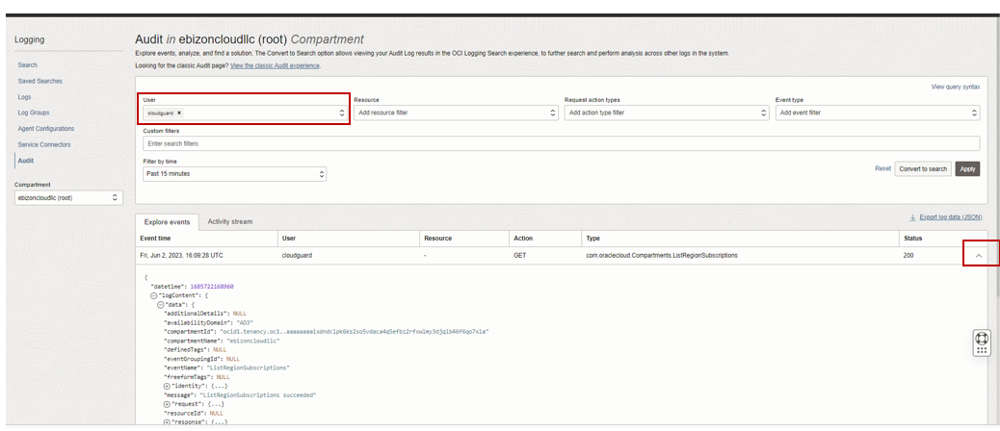 Logging
Search
Saved Searches
Logs
Log Groups
Agent Configurations
Service Connectors
Audit
Compartment
ebizoncloudllc (root)
Audit in ebizoncloudllc (root) Compartment
Explore events, analyze, and find a solution. The Convert to Search option allows viewing your Audit Log results in the OCI Logging Search experience, to further search and perform analysis across other logs in the system.
Looking for the classic Audit page? View the classic Audit experience.
View query syntax
User Resource Request action types Event type
cloudguard × Add resource filter Add action type filter Add event filter
Custom filters
Enter search filters
Filter by time
Past 15 minutes
Reset Convert to search Apply
Explore events Activity stream Export log data (JSON)
Event time User Resource Action Type Status
Fri, Jun 2, 2023, 16:09:28 UTC cloudguard - GET com.oraclecloud.Compartments.ListRegionSubscriptions 200
{
"datetime": 1685722168960
"logContent": {
"data": {
"additionalDetails": NULL
"availabilityDomain": "AD3"
"compartmentName": "ebizoncloudllc"
"definedTags": NULL
"eventGroupingId": NULL
"eventName": "ListRegionSubscriptions"
"freeformTags": NULL
"identity": {...}
"message": "ListRegionSubscriptions succeeded"
"request": {...}
"resourceId": NULL
"response": {...}